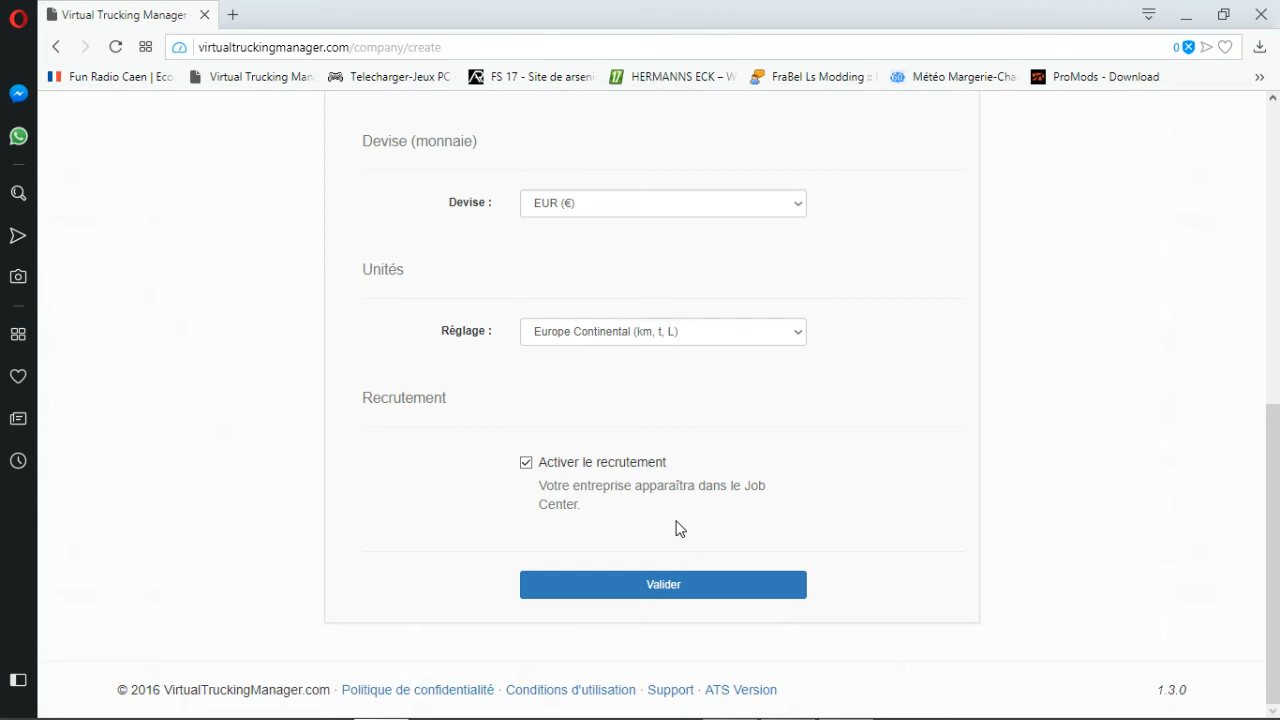 Virtual Trucking Manager
virtualtruckingmanager.com/company/create
0
Fun Radio Caen | Eco
Virtual Trucking Man
Telecharger-Jeux PC
FS 17 - Site de arseni
HERMANNS ECK – W
FraBel Ls Modding ::
Météo Margerie-Cha
ProMods - Download
»
Devise (monnaie)
Devise : EUR (€)
Unités
Réglage : Europe Continental (km, t, L)
Recrutement
Activer le recrutement
Votre entreprise apparaîtra dans le Job
Center.
Valider
© 2016 VirtualTruckingManager.com · Politique de confidentialité · Conditions d'utilisation · Support · ATS Version
1.3.0